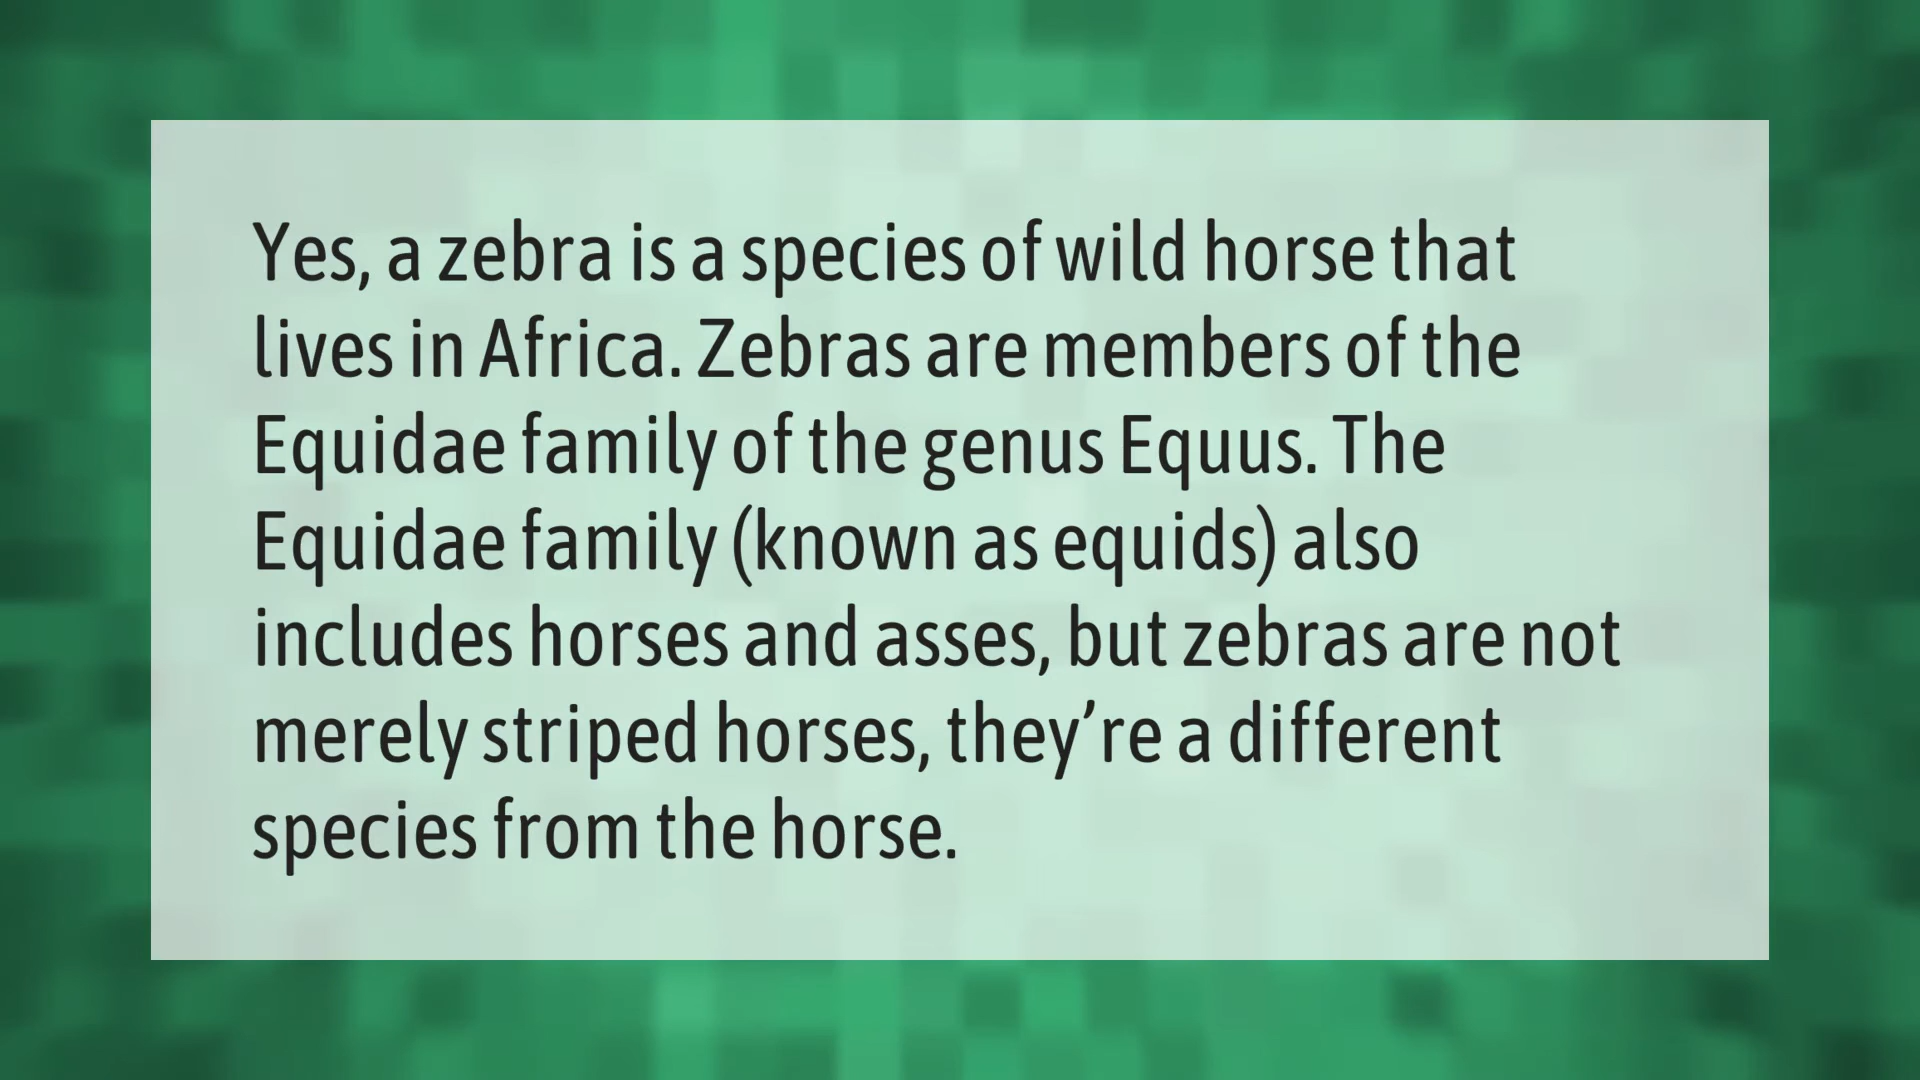 Yes, a zebra is a species of wild horse that
lives in Africa. Zebras are members of the
Equidae family of the genus Equus. The
Equidae family (known as equids) also
includes horses and asses, but zebras are not
merely striped horses, they’re a different
species from the horse.